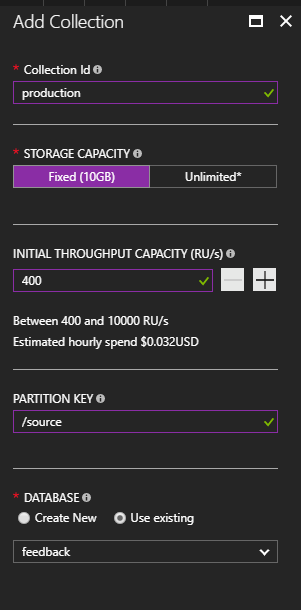 Add Collection
* Collection Id
production
* STORAGE CAPACITY
Fixed (10GB) Unlimited*
INITIAL THROUGHPUT CAPACITY (RU/s)
400
Between 400 and 10000 RU/s
Estimated hourly spend $0.032USD
PARTITION KEY
/source
* DATABASE
Create New Use existing
feedback